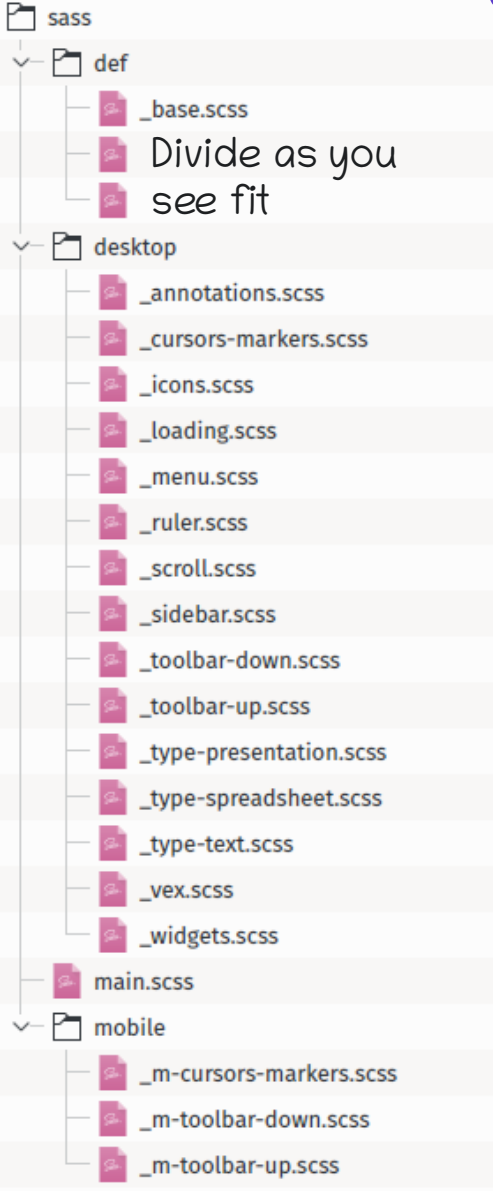 sass
def
_base.scss
Divide as you
see fit
desktop
_annotations.scss
_cursors-markers.scss
_icons.scss
_loading.scss
_menu.scss
_ruler.scss
_scroll.scss
_sidebar.scss
_toolbar-down.scss
_toolbar-up.scss
_type-presentation.scss
_type-spreadsheet.scss
_type-text.scss
_vex.scss
_widgets.scss
main.scss
mobile
_m-cursors-markers.scss
_m-toolbar-down.scss
_m-toolbar-up.scss